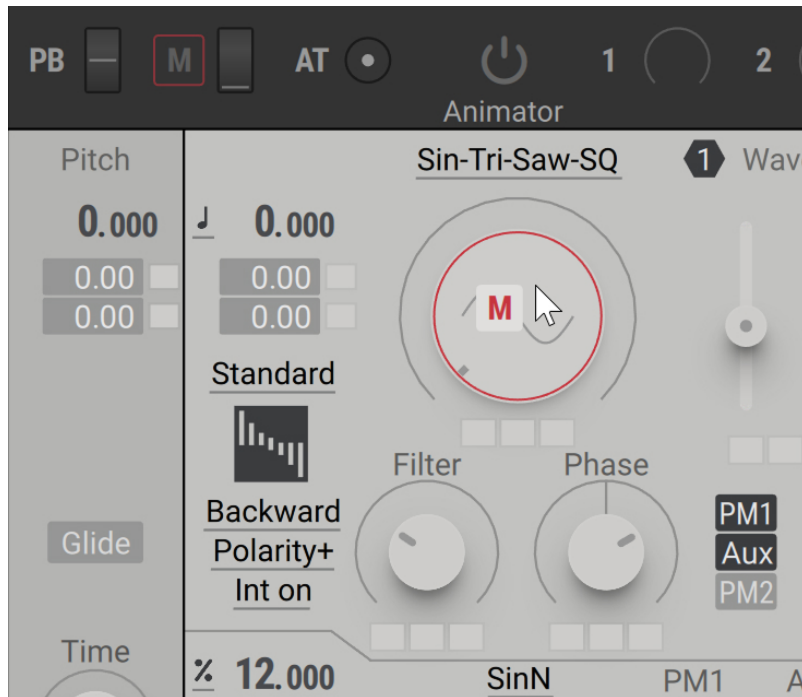 PB M AT 1 2
Animator
Pitch Sin-Tri-Saw-SQ 1 Wav
0.000 0.000
0.00 0.00
0.00 0.00
M
Standard
Filter Phase
Backward PM1
Glide Polarity+ Aux
Int on PM2
Time
% 12.000 SinN PM1 A